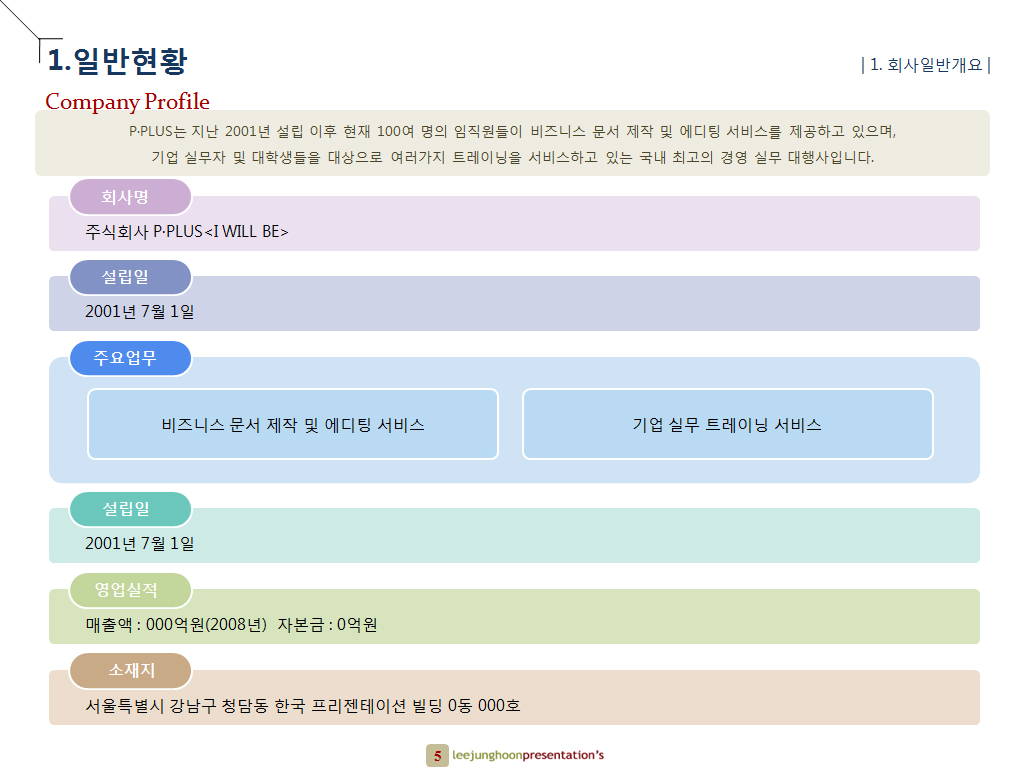 1.일반현황
| 1. 회사일반개요 |
Company Profile
P·PLUS는 지난 2001년 설립 이후 현재 100여 명의 임직원들이 비즈니스 문서 제작 및 에디팅 서비스를 제공하고 있으며,
기업 실무자 및 대학생들을 대상으로 여러가지 트레이닝을 서비스하고 있는 국내 최고의 경영 실무 대행사입니다.
회사명
주식회사 P·PLUS<I WILL BE>
설립일
2001년 7월 1일
주요업무
비즈니스 문서 제작 및 에디팅 서비스
기업 실무 트레이닝 서비스
설립일
2001년 7월 1일
영업실적
매출액 : 000억원(2008년) 자본금 : 0억원
소재지
서울특별시 강남구 청담동 한국 프리젠테이션 빌딩 0동 000호
5 leejunghoonpresentation's